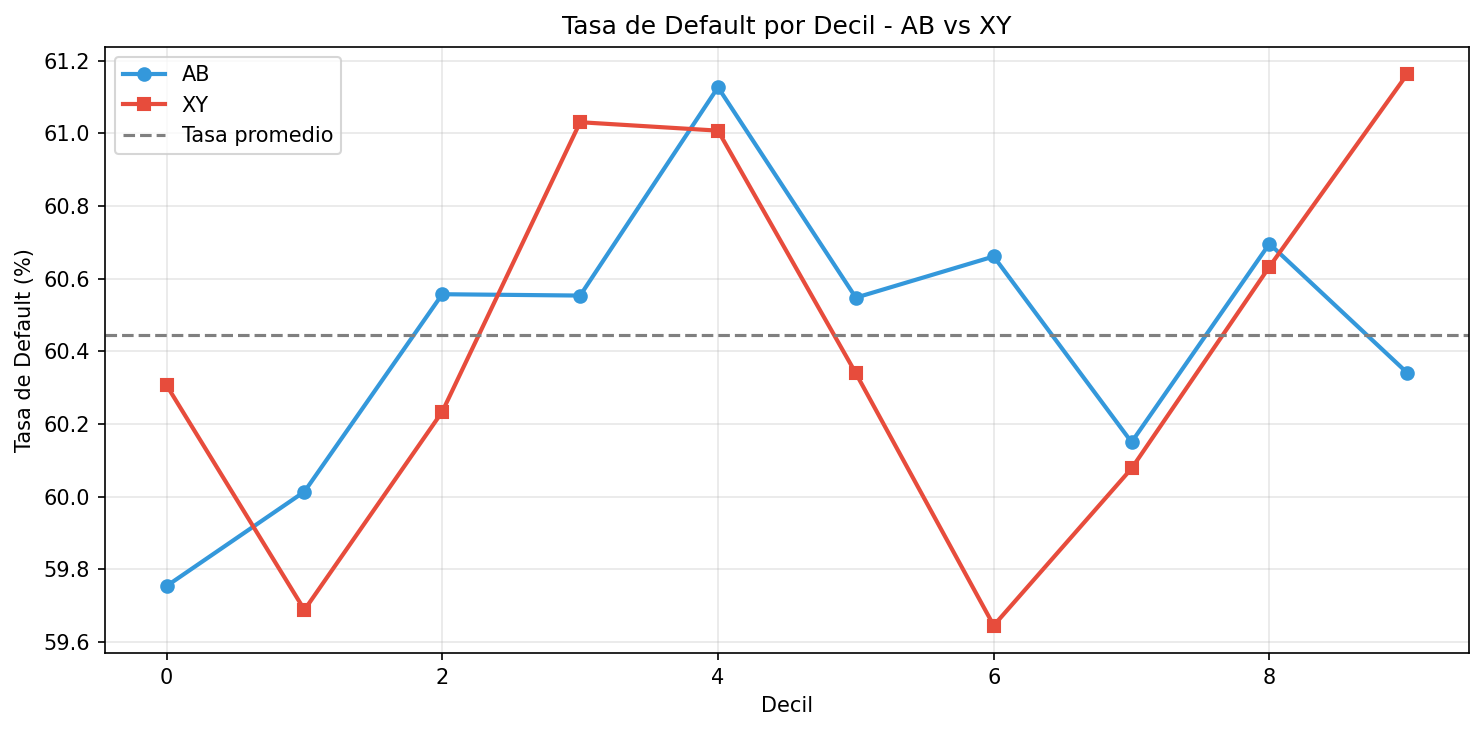 Tasa de Default por Decil - AB vs XY
AB
XY
Tasa promedio
Tasa de Default (%)
61.2
61.0
60.8
60.6
60.4
60.2
60.0
59.8
59.6
0 2 4 6 8
Decil